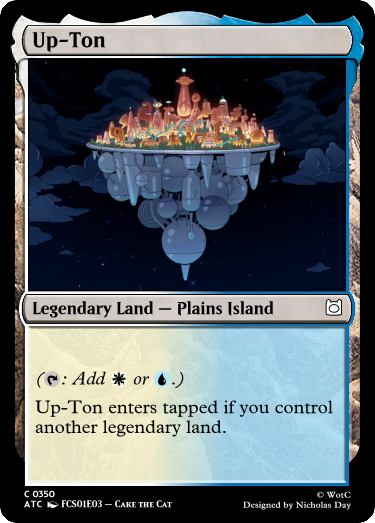 Up-Ton
Legendary Land — Plains Island
(: Add or .)
Up-Ton enters tapped if you control
another legendary land.
C 0350
ATC FCS01E03 – Cake the Cat
© WotC
Designed by Nicholas Day